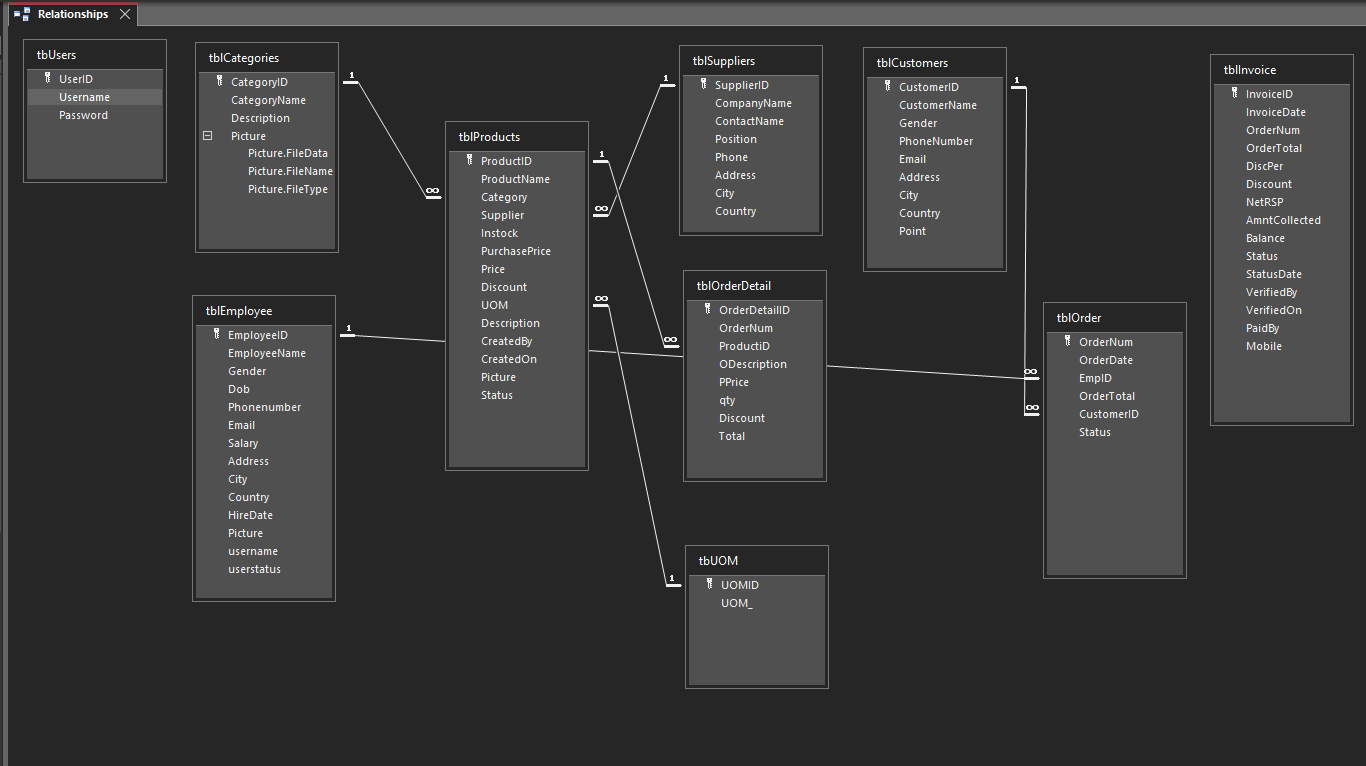 Relationships
tbUsers
UserID
Username
Password
tblCategories
CategoryID
CategoryName
Description
Picture
Picture.FileData
Picture.FileName
Picture.FileType
1
∞
tblProducts
ProductID
ProductName
Category
Supplier
Instock
PurchasePrice
Price
Discount
UOM
Description
CreatedBy
CreatedOn
Picture
Status
1
∞
∞
tblSuppliers
SupplierID
CompanyName
ContactName
Position
Phone
Address
City
Country
1
tblCustomers
CustomerID
CustomerName
Gender
PhoneNumber
Email
Address
City
Country
Point
1
tblInvoice
InvoiceID
InvoiceDate
OrderNum
OrderTotal
DiscPer
Discount
NetRSP
AmntCollected
Balance
Status
StatusDate
VerifiedBy
VerifiedOn
PaidBy
Mobile
tblEmployee
EmployeeID
EmployeeName
Gender
Dob
Phonenumber
Email
Salary
Address
City
Country
HireDate
Picture
username
userstatus
1
tblOrderDetail
OrderDetailID
OrderNum
ProductiD
ODescription
PPrice
qty
Discount
Total
∞
tblOrder
OrderNum
OrderDate
EmpID
OrderTotal
CustomerID
Status
∞
∞
tbUOM
UOMID
UOM_
1